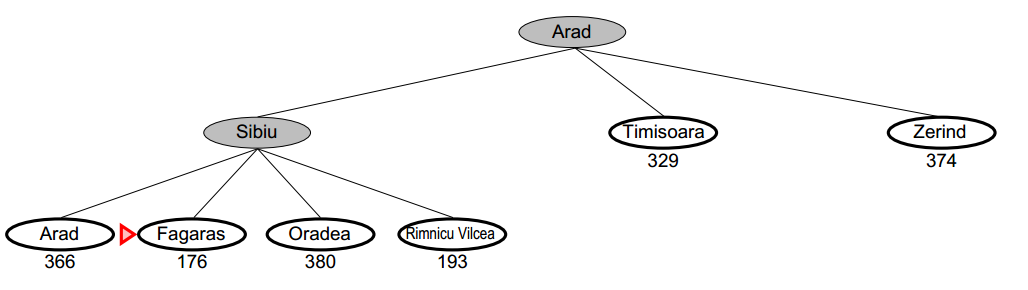 Arad
Sibiu
Timisoara
Zerind
329
374
Arad
Fagaras
Oradea
Rimnicu Vilcea
366
176
380
193